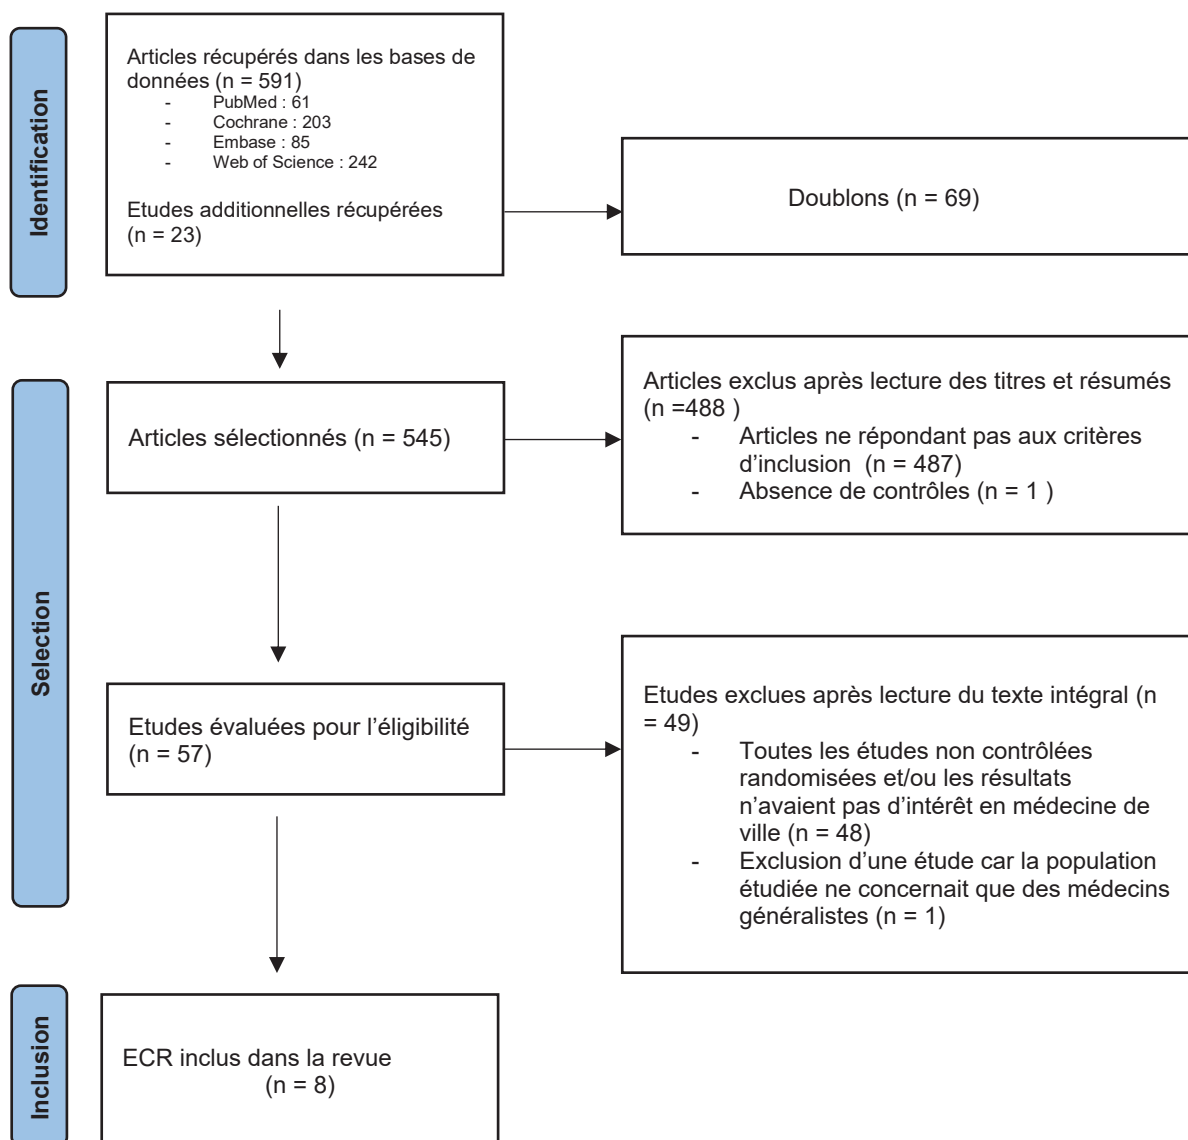 Identification
Articles récupérés dans les bases de
données (n = 591)
- PubMed : 61
- Cochrane : 203
- Embase : 85
- Web of Science : 242
Etudes additionnelles récupérées
(n = 23)
Doublons (n = 69)
Selection
Articles sélectionnés (n = 545)
Articles exclus après lecture des titres et résumés
(n =488 )
- Articles ne répondant pas aux critères
d'inclusion (n = 487)
- Absence de contrôles (n = 1 )
Etudes évaluées pour l'éligibilité
(n = 57)
Etudes exclues après lecture du texte intégral (n
= 49)
- Toutes les études non contrôlées
randomisées et/ou les résultats
n'avaient pas d'intérêt en médecine de
ville (n = 48)
- Exclusion d'une étude car la population
étudiée ne concernait que des médecins
généralistes (n = 1)
Inclusion
ECR inclus dans la revue
(n = 8)